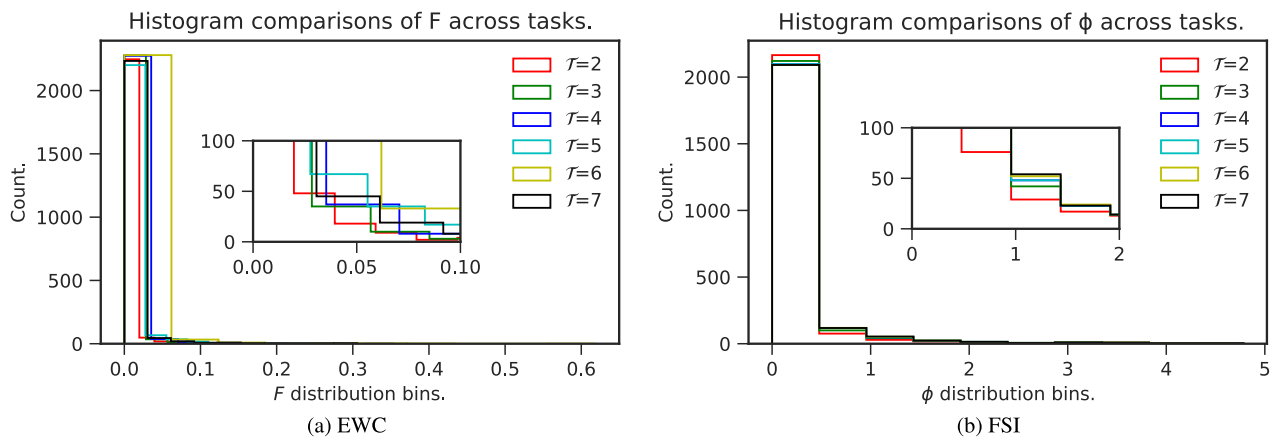 Histogram comparisons of F across tasks.
Count.
2000
1500
1000
500
0
𝒯=2
𝒯=3
𝒯=4
𝒯=5
𝒯=6
𝒯=7
100
50
0
0.00 0.05 0.10
0.0 0.1 0.2 0.3 0.4 0.5 0.6
F distribution bins.
(a) EWC
Histogram comparisons of ϕ across tasks.
Count.
2000
1500
1000
500
0
𝒯=2
𝒯=3
𝒯=4
𝒯=5
𝒯=6
𝒯=7
100
50
0
0 1 2
0 1 2 3 4 5
ϕ distribution bins.
(b) FSI